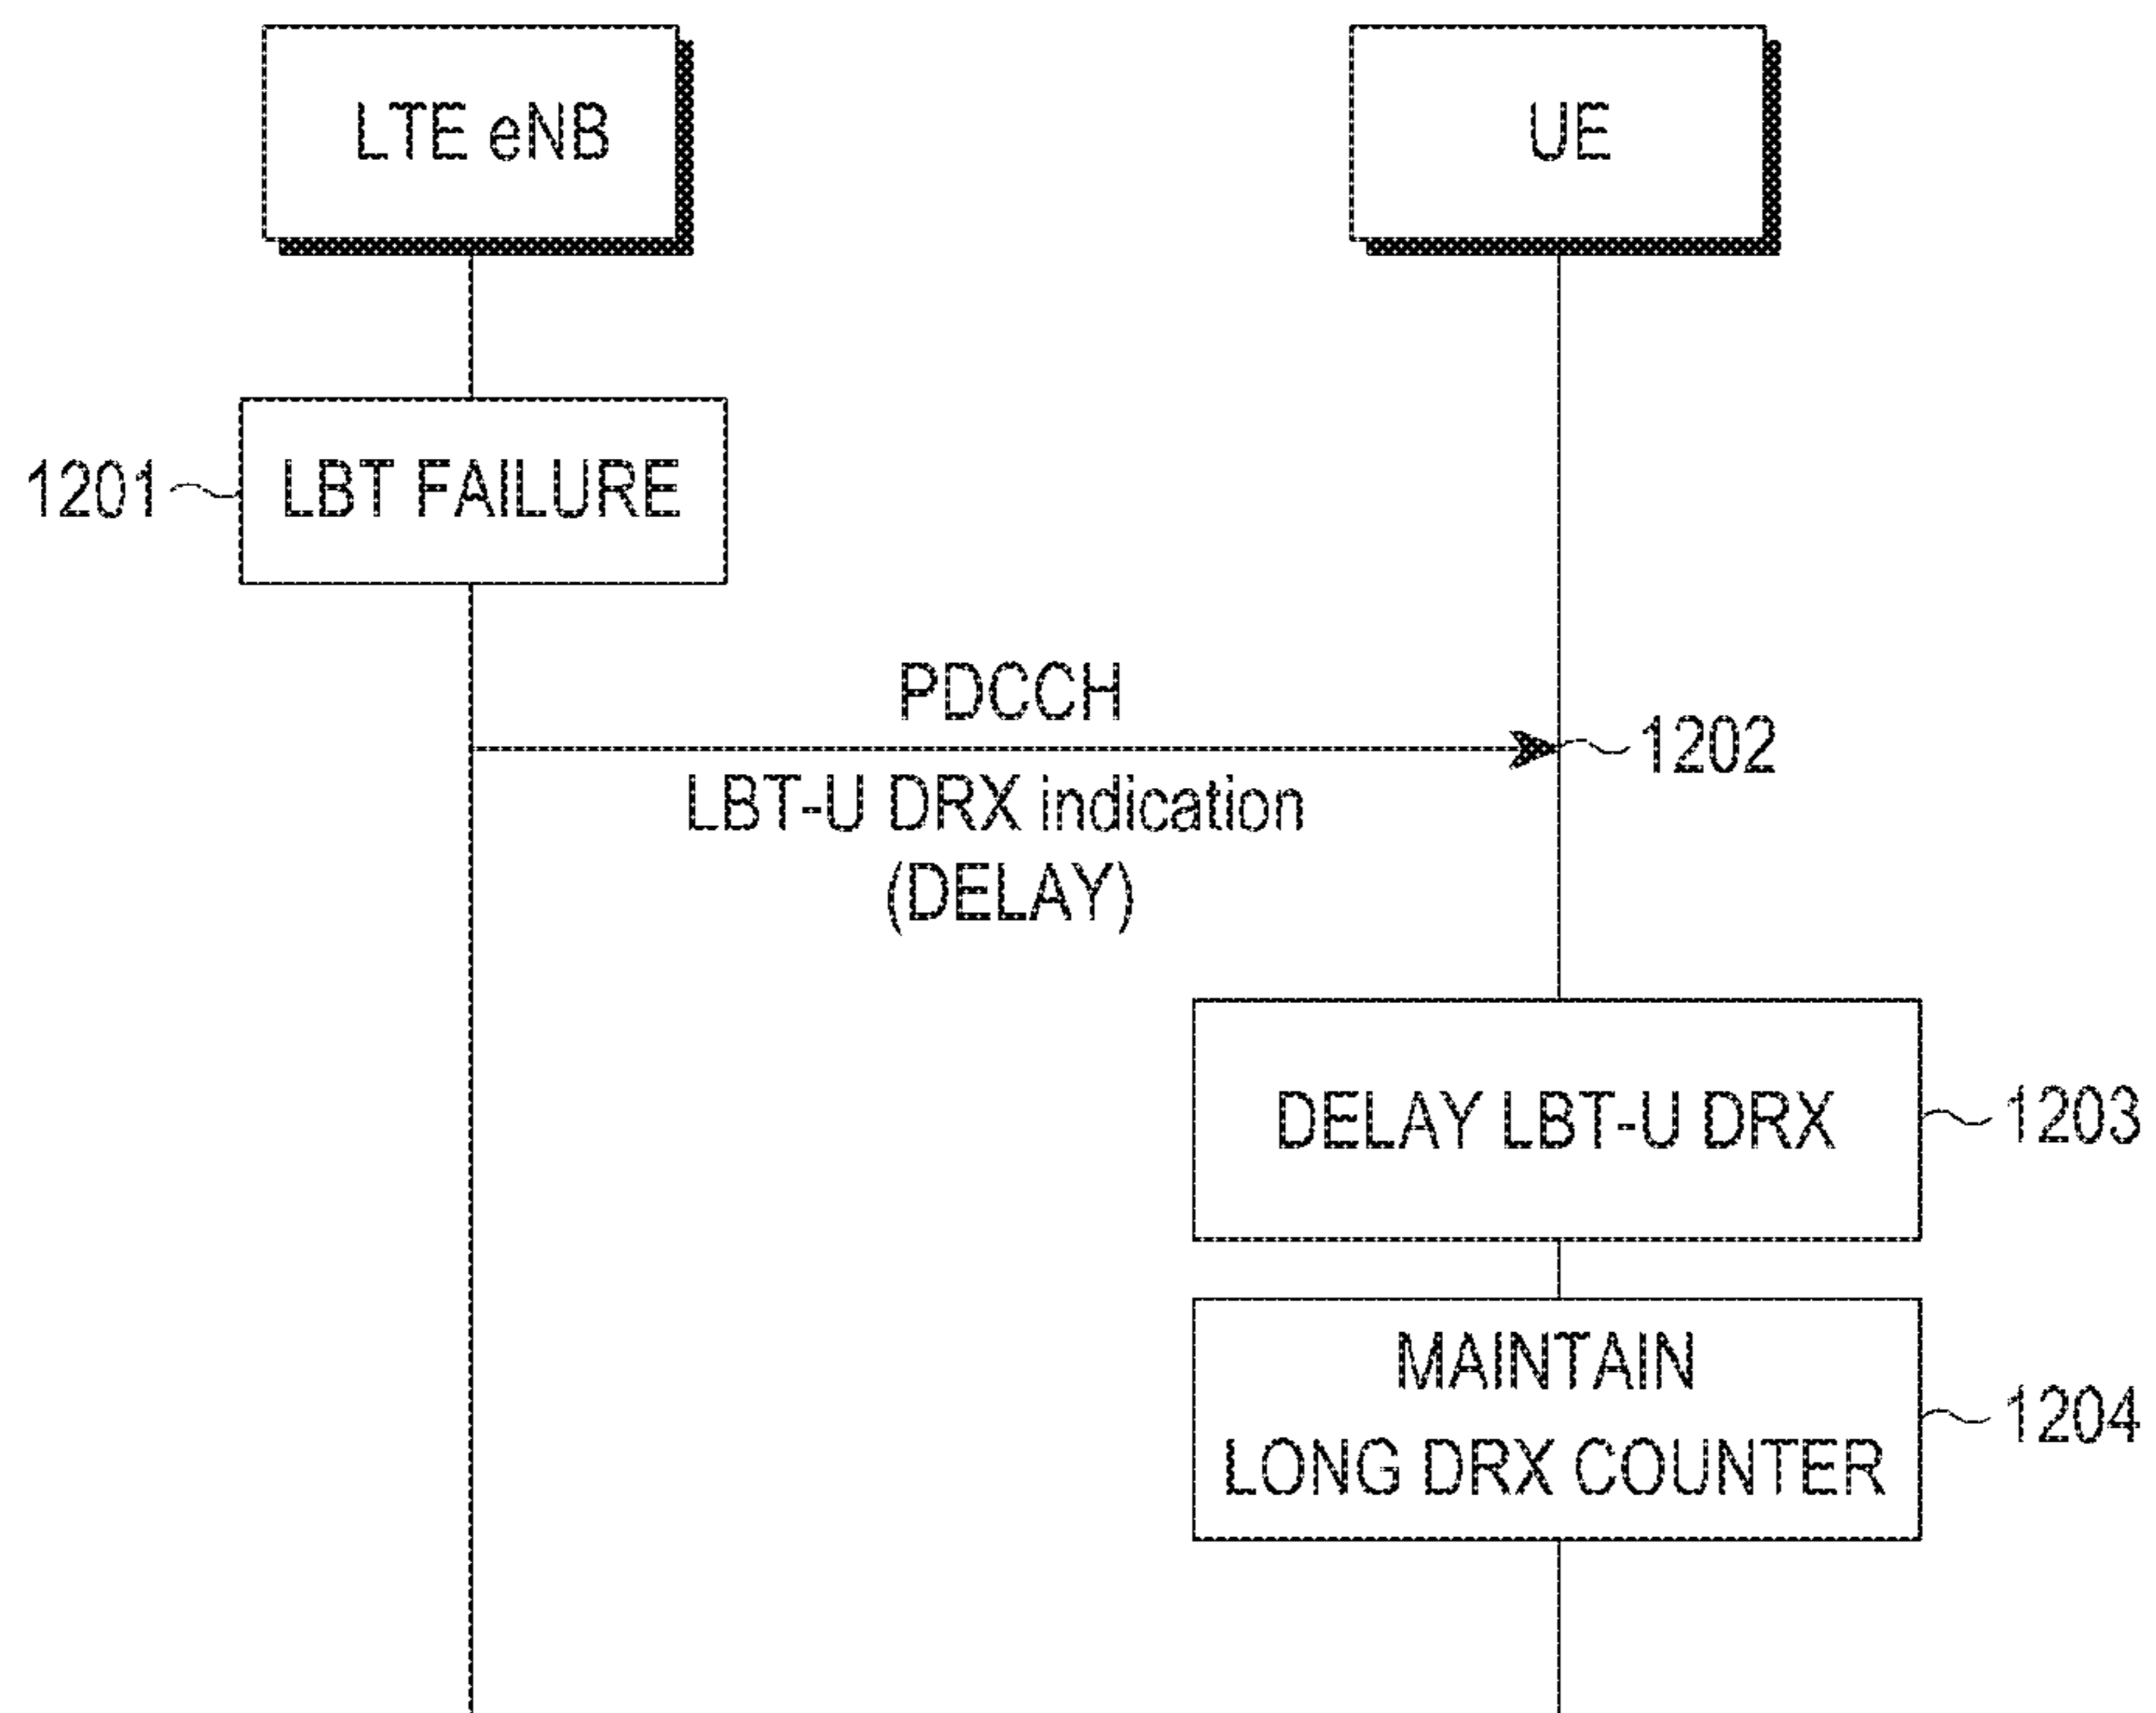 LTE eNB
UE
1201
LBT FAILURE
PDCCH
1202
LBT-U DRX indication
(DELAY)
DELAY LBT-U DRX
1203
MAINTAIN
LONG DRX COUNTER
1204